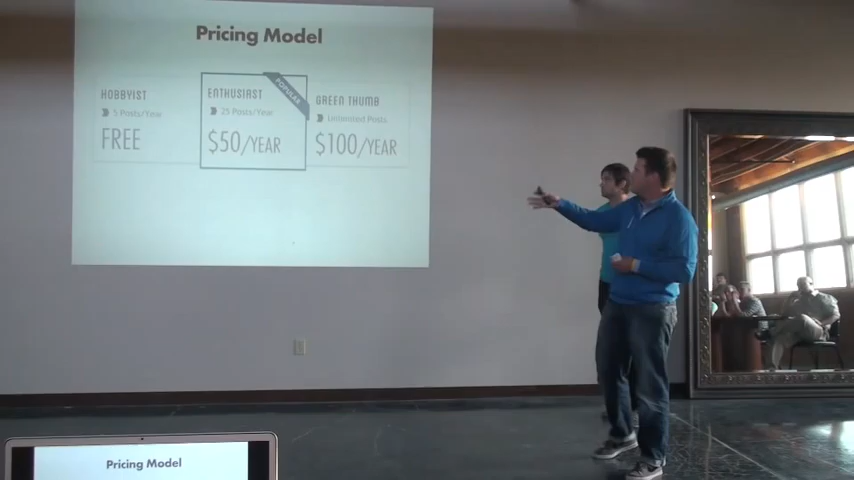 Pricing Model
HOBBYIST
5 Posts/Year
FREE
ENTHUSIAST
25 Posts/Year
$50/YEAR
POPULAR
GREEN THUMB
Unlimited Posts
$100/YEAR
Pricing Model